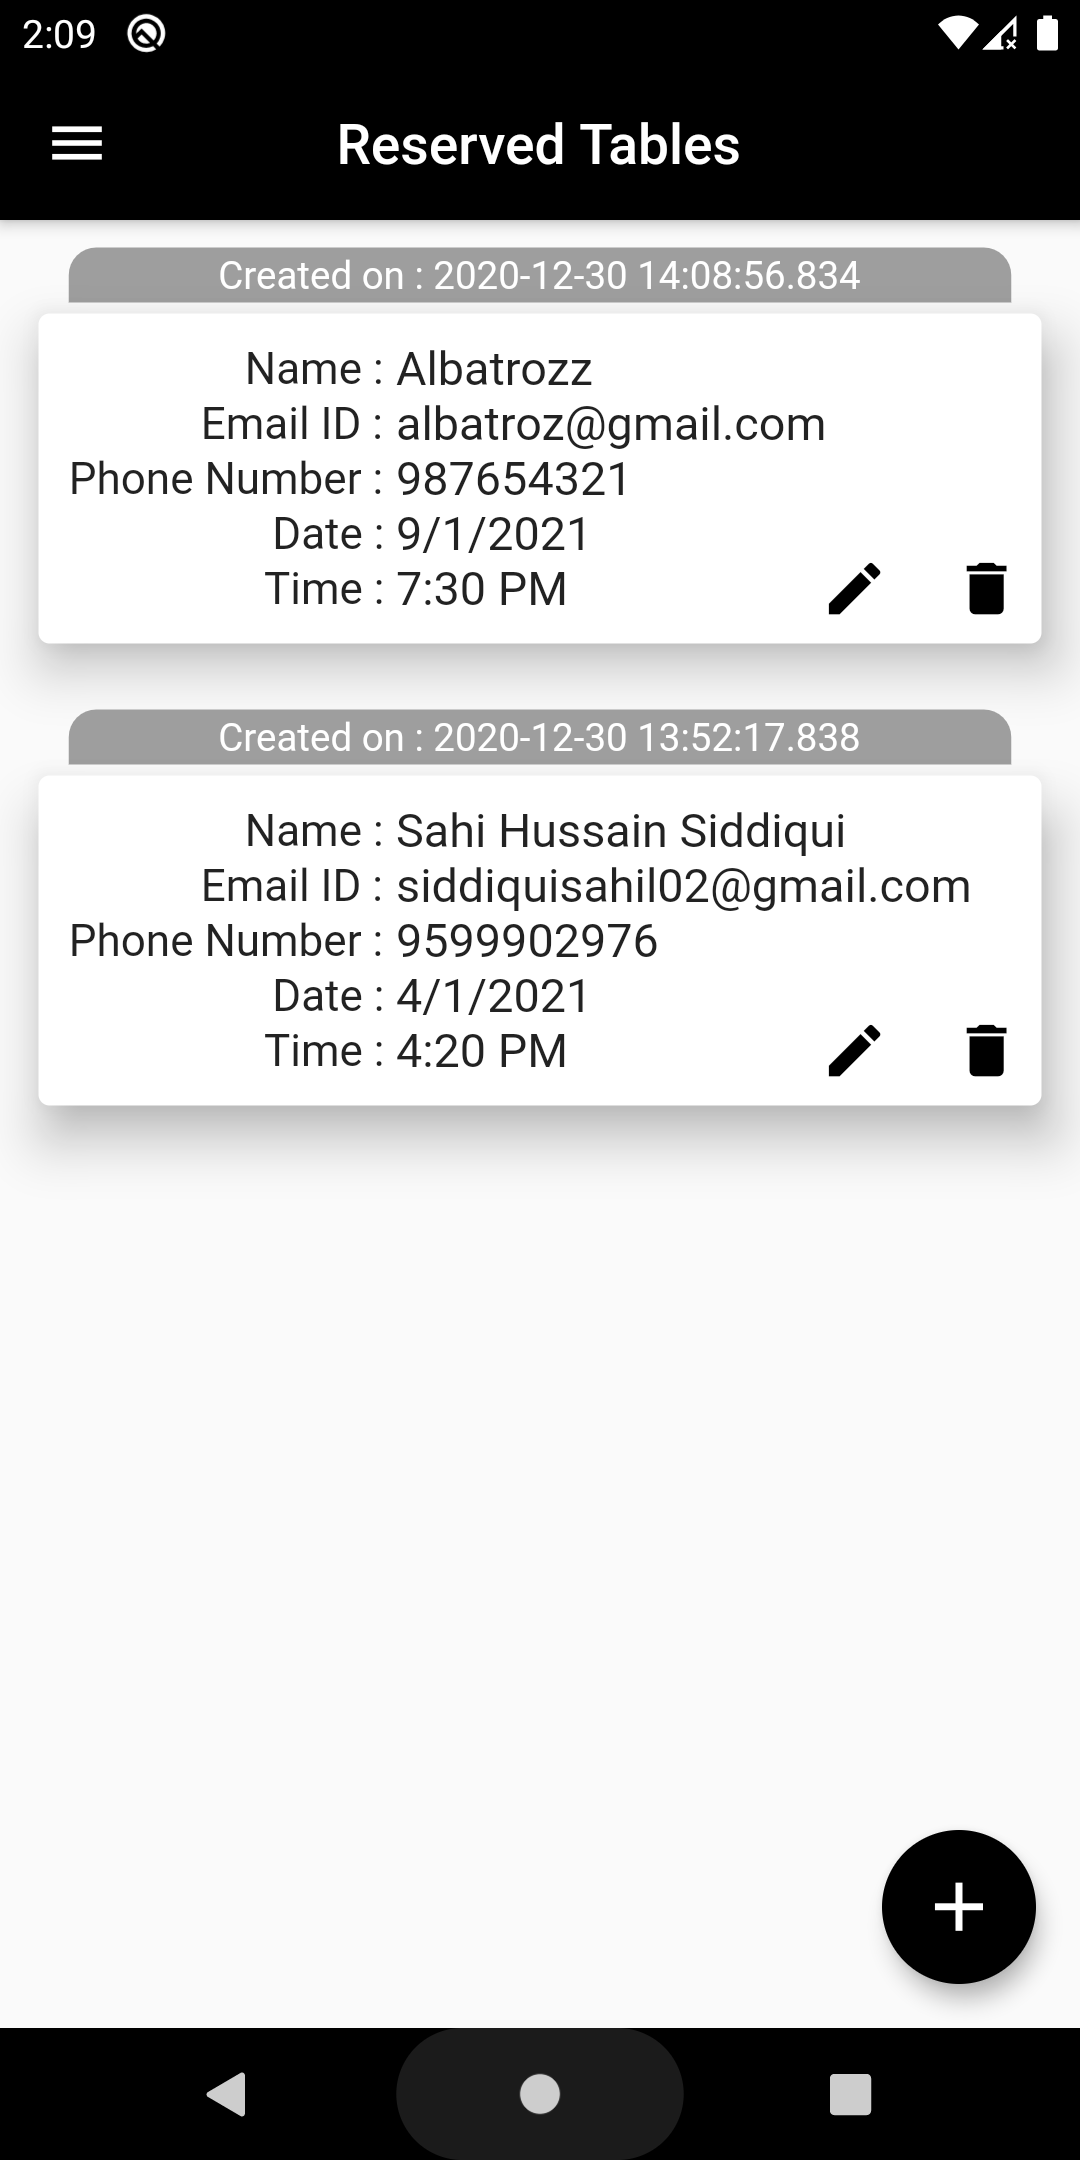 2:09
Reserved Tables
Created on : 2020-12-30 14:08:56.834
Name : Albatrozz
Email ID : albatroz@gmail.com
Phone Number : 987654321
Date : 9/1/2021
Time : 7:30 PM
Created on : 2020-12-30 13:52:17.838
Name : Sahi Hussain Siddiqui
Email ID : siddiquisahil02@gmail.com
Phone Number : 9599902976
Date : 4/1/2021
Time : 4:20 PM